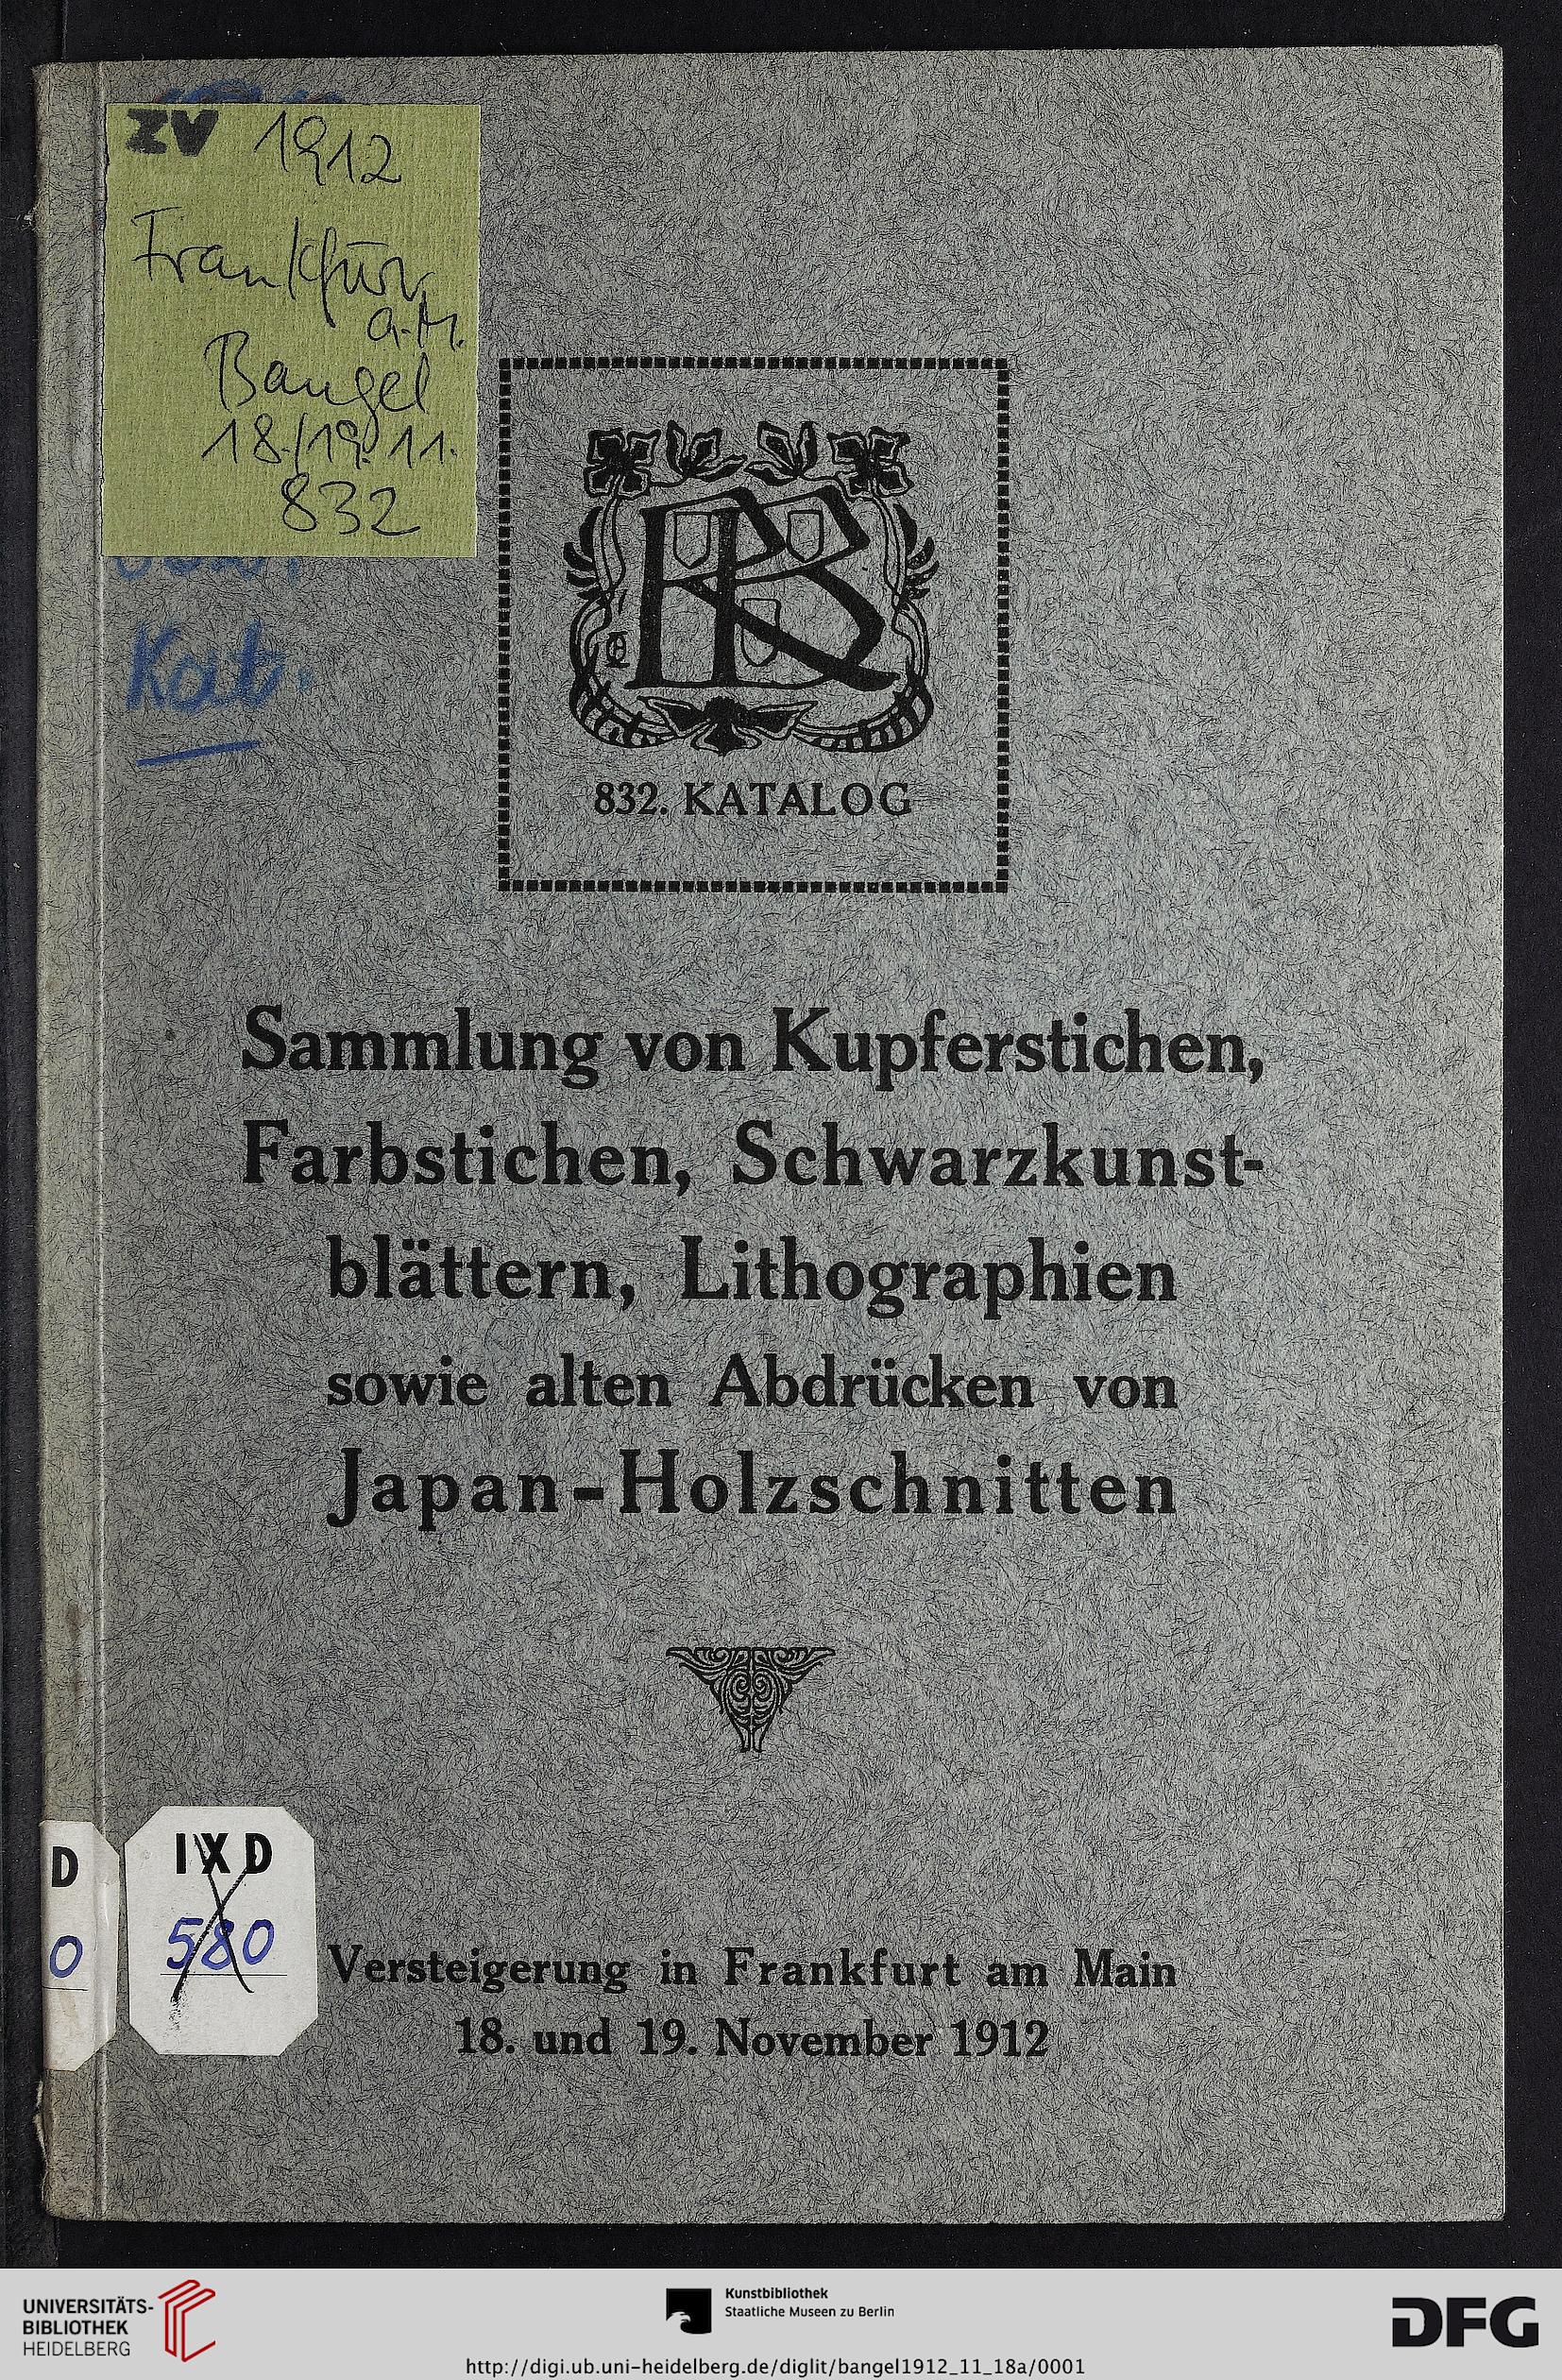 ZV 1912
Frankfurt
a.M.
Bangel
18./19. 11.
832
Kat.
832. KATALOG
Sammlung von Kupferstichen,
Farbstichen, Schwarzkunst-
blättern, Lithographien
sowie alten Abdrücken von
Japan-Holzschnitten
D
0
IX D
580
Versteigerung in Frankfurt am Main
18. und 19. November 1912
UNIVERSITÄTS-
BIBLIOTHEK
HEIDELBERG
Kunstbibliothek
Staatliche Museen zu Berlin
DFG
http://digi.ub.uni-heidelberg.de/diglit/bangel1912_11_18a/0001